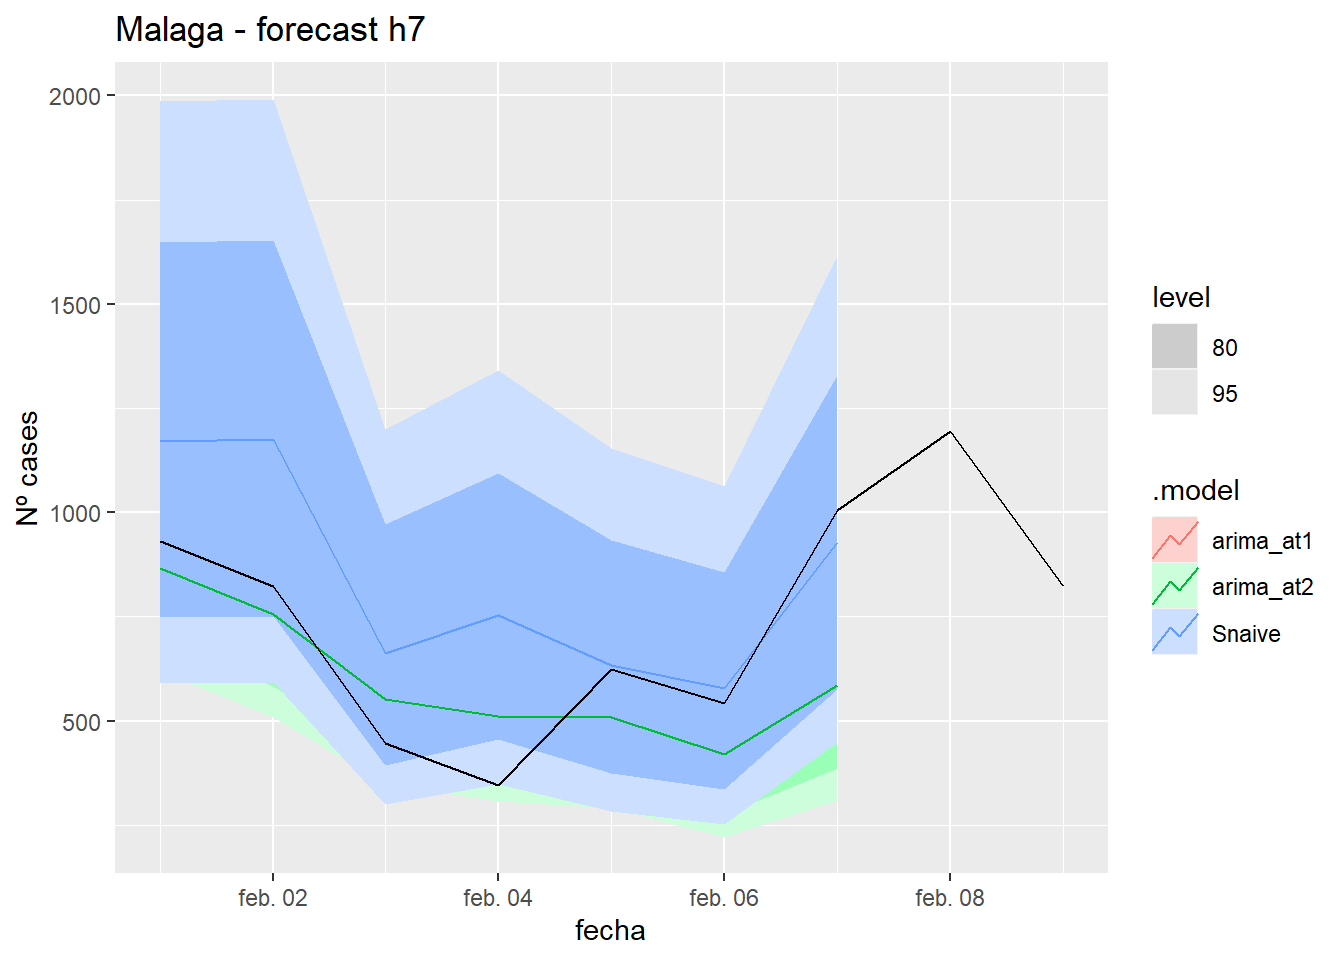 Malaga - forecast h7
2000
1500
1000
500
Nº cases
feb. 02
feb. 04
feb. 06
feb. 08
fecha
level
80
95
.model
arima_at1
arima_at2
Snaive